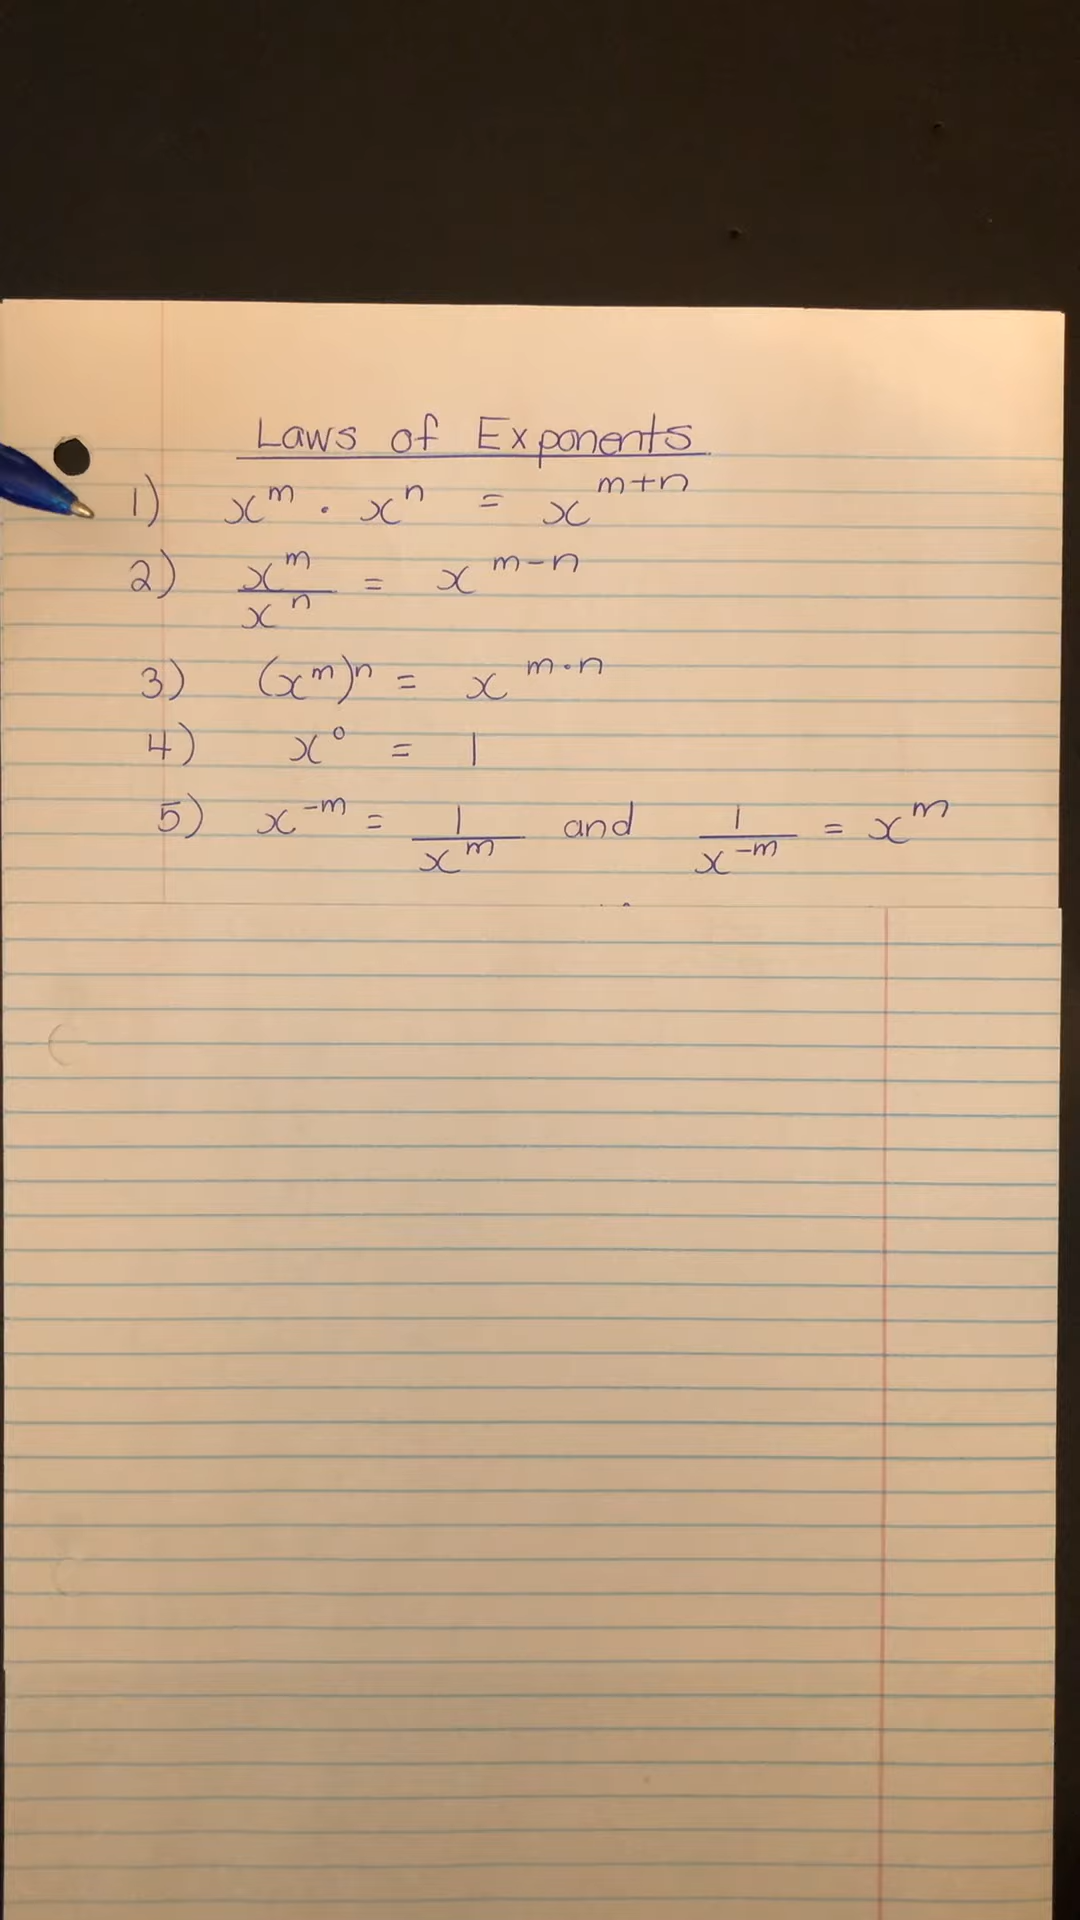 Laws of Exponents
1) x^m · x^n = x^{m+n}
2) x^m / x^n = x^{m-n}
3) (x^m)^n = x^{m·n}
4) x^0 = 1
5) x^{-m} = 1 / x^m and 1 / x^{-m} = x^m